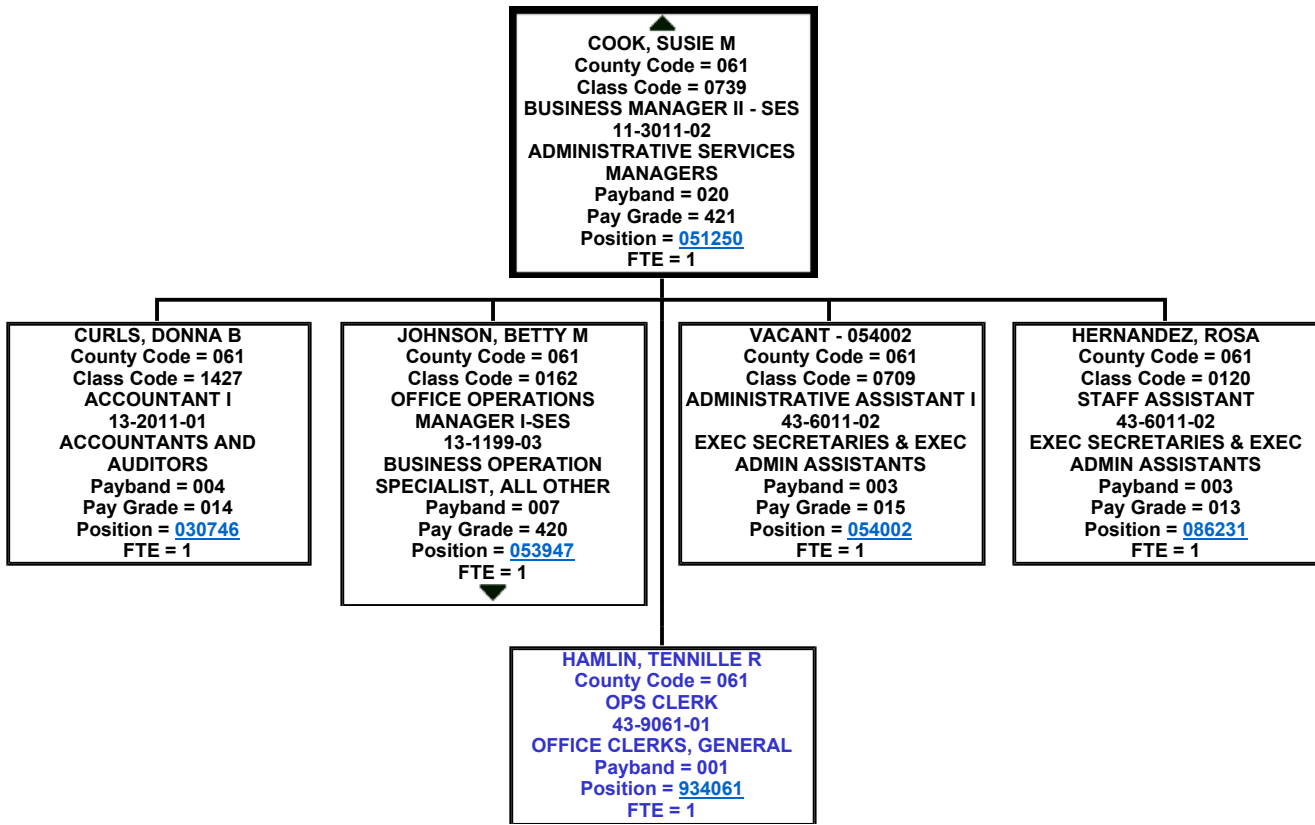 COOK, SUSIE M
County Code = 061
Class Code = 0739
BUSINESS MANAGER II - SES
11-3011-02
ADMINISTRATIVE SERVICES
MANAGERS
Payband = 020
Pay Grade = 421
Position = 051250
FTE = 1
CURLS, DONNA B
County Code = 061
Class Code = 1427
ACCOUNTANT I
13-2011-01
ACCOUNTANTS AND
AUDITORS
Payband = 004
Pay Grade = 014
Position = 030746
FTE = 1
JOHNSON, BETTY M
County Code = 061
Class Code = 0162
OFFICE OPERATIONS
MANAGER I-SES
13-1199-03
BUSINESS OPERATION
SPECIALIST, ALL OTHER
Payband = 007
Pay Grade = 420
Position = 053947
FTE = 1
VACANT - 054002
County Code = 061
Class Code = 0709
ADMINISTRATIVE ASSISTANT I
43-6011-02
EXEC SECRETARIES & EXEC
ADMIN ASSISTANTS
Payband = 003
Pay Grade = 015
Position = 054002
FTE = 1
HERNANDEZ, ROSA
County Code = 061
Class Code = 0120
STAFF ASSISTANT
43-6011-02
EXEC SECRETARIES & EXEC
ADMIN ASSISTANTS
Payband = 003
Pay Grade = 013
Position = 086231
FTE = 1
HAMLIN, TENNILLE R
County Code = 061
OPS CLERK
43-9061-01
OFFICE CLERKS, GENERAL
Payband = 001
Position = 934061
FTE = 1